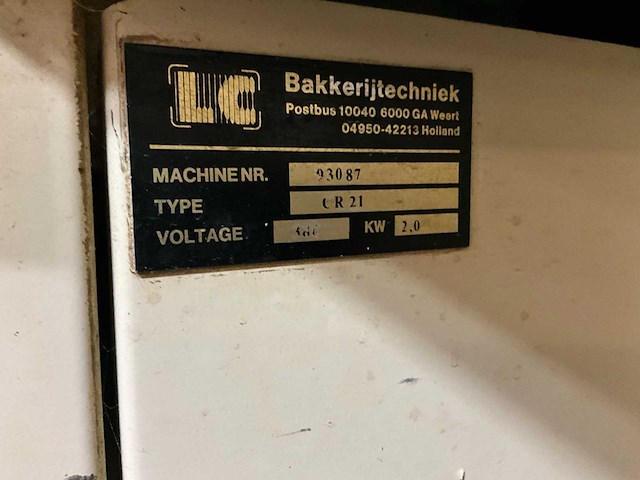 LC
Bakkerijtechniek
Postbus 10040 6000 GA Weert
04950-42213 Holland
MACHINE NR. 93087
TYPE CR 21
VOLTAGE KW 2,0